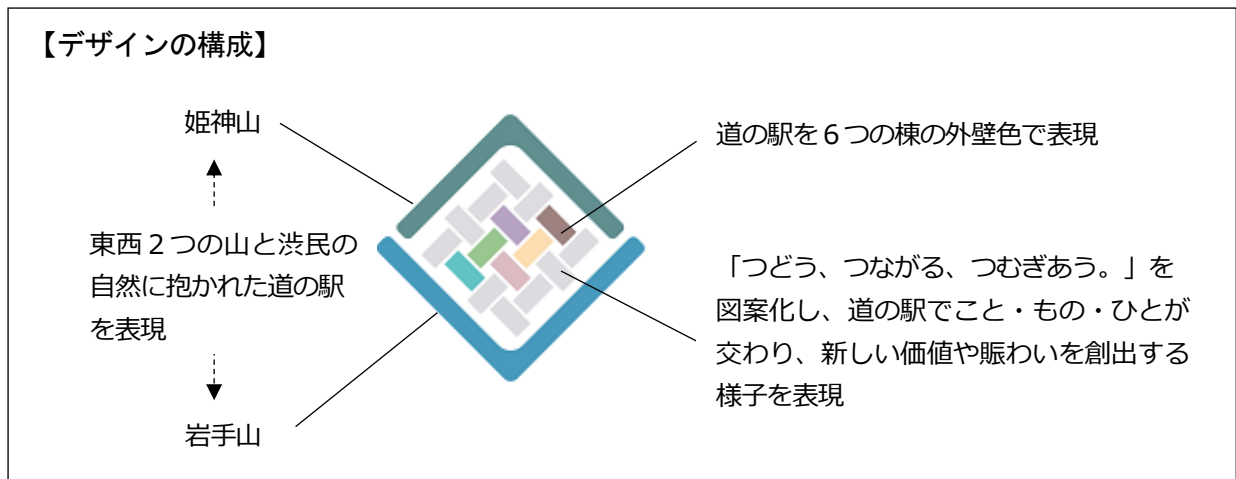 【デザインの構成】
姫神山
東西２つの山と渋民の
自然に抱かれた道の駅
を表現
岩手山
道の駅を６つの棟の外壁色で表現
「つどう、つながる、つむぎあう。」を
図案化し、道の駅でこと・もの・ひとが
交わり、新しい価値や賑わいを創出する
様子を表現